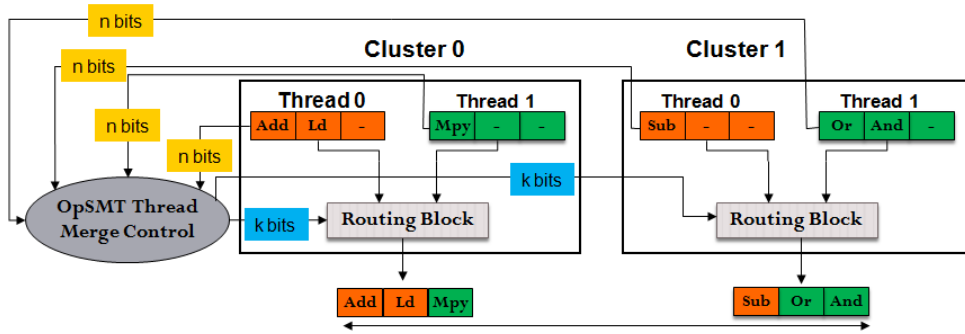 n bits
Cluster 0
Cluster 1
n bits
Thread 0
Thread 1
Thread 0
Thread 1
n bits
Add Ld -
Mpy - -
Sub - -
Or And -
n bits
k bits
OpSMT Thread
Merge Control
k bits
Routing Block
Routing Block
Add Ld Mpy
Sub Or And